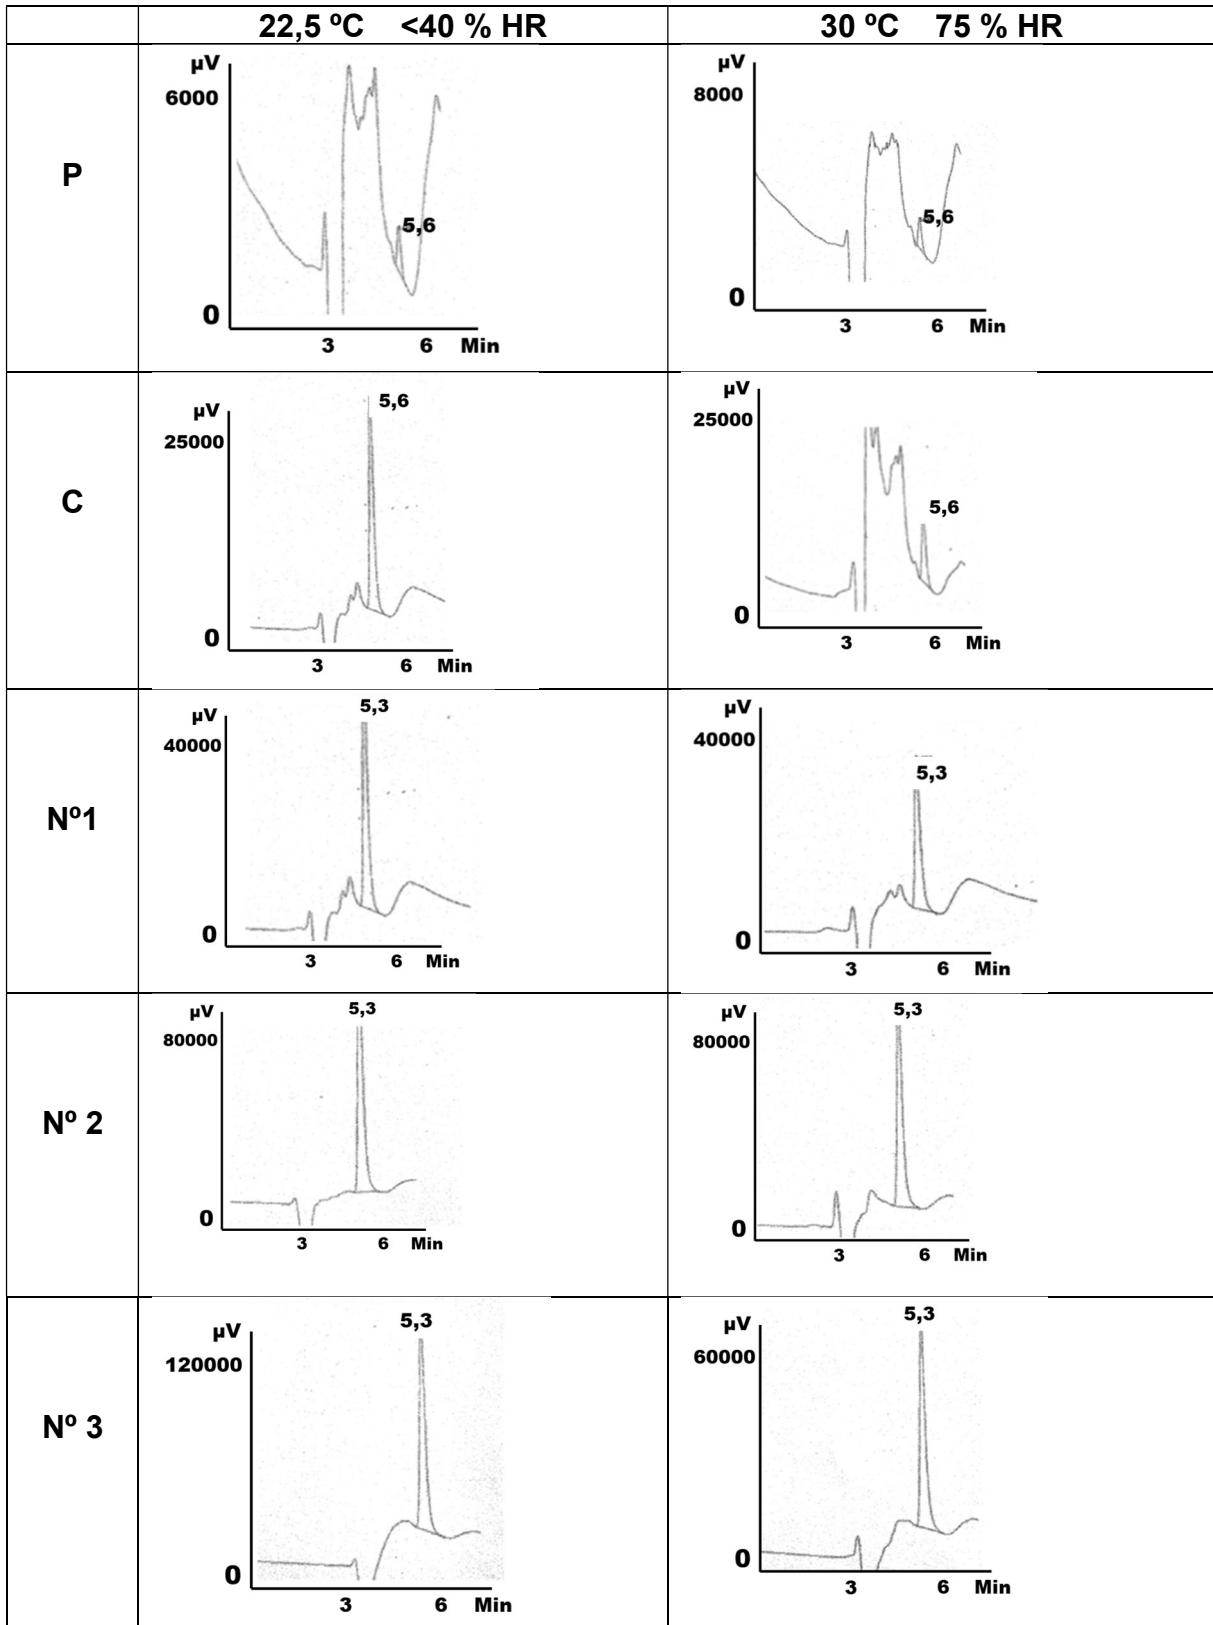 22,5 ºC <40 % HR
30 ºC 75 % HR
P
µV
6000
5,6
0
3 6 Min
µV
8000
5,6
0
3 6 Min
C
µV
5,6
25000
0
3 6 Min
µV
25000
5,6
0
3 6 Min
Nº1
5,3
µV
40000
0
3 6 Min
µV
40000
5,3
0
3 6 Min
Nº 2
5,3
µV
80000
0
3 6 Min
5,3
µV
80000
0
3 6 Min
Nº 3
5,3
µV
120000
0
3 6 Min
5,3
µV
60000
0
3 6 Min